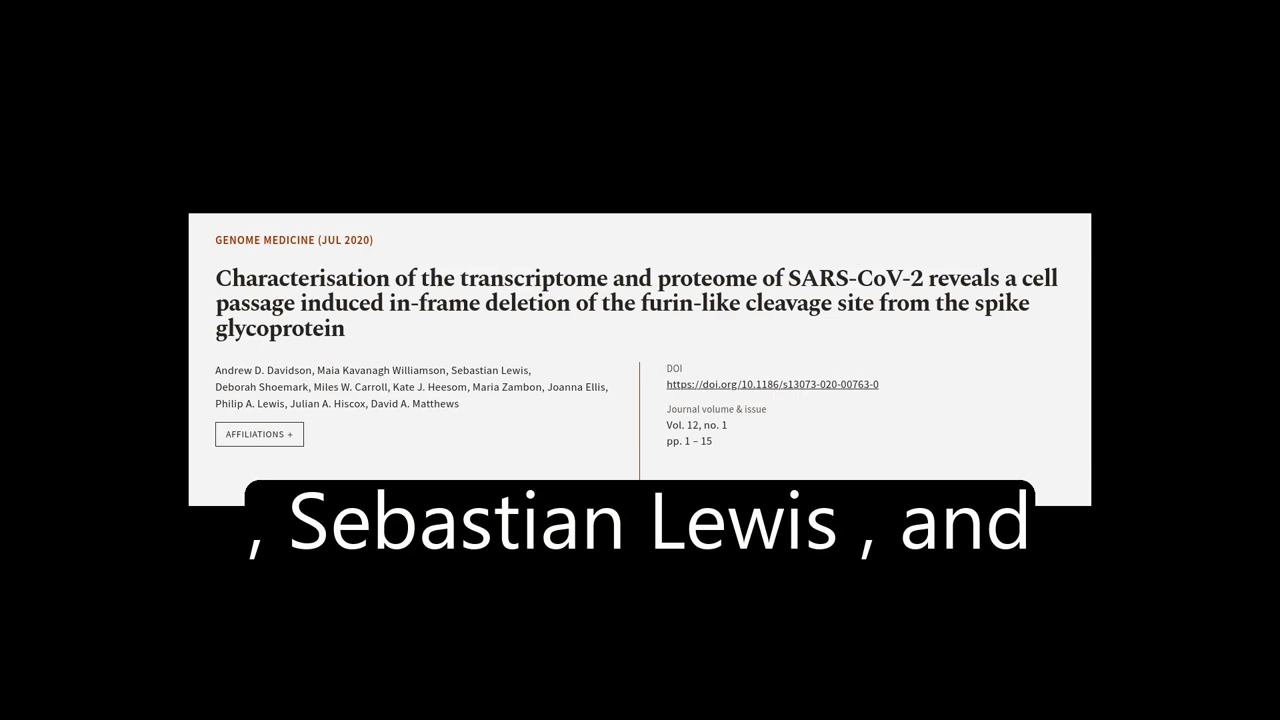 GENOME MEDICINE (JUL 2020)
Characterisation of the transcriptome and proteome of SARS-CoV-2 reveals a cell
passage induced in-frame deletion of the furin-like cleavage site from the spike
glycoprotein
Andrew D. Davidson, Maia Kavanagh Williamson, Sebastian Lewis,
Deborah Shoemark, Miles W. Carroll, Kate J. Heesom, Maria Zambon, Joanna Ellis,
Philip A. Lewis, Julian A. Hiscox, David A. Matthews
AFFILIATIONS +
DOI
https://doi.org/10.1186/s13073-020-00763-0
Journal volume & issue
Vol. 12, no. 1
pp. 1 – 15
, Sebastian Lewis , and